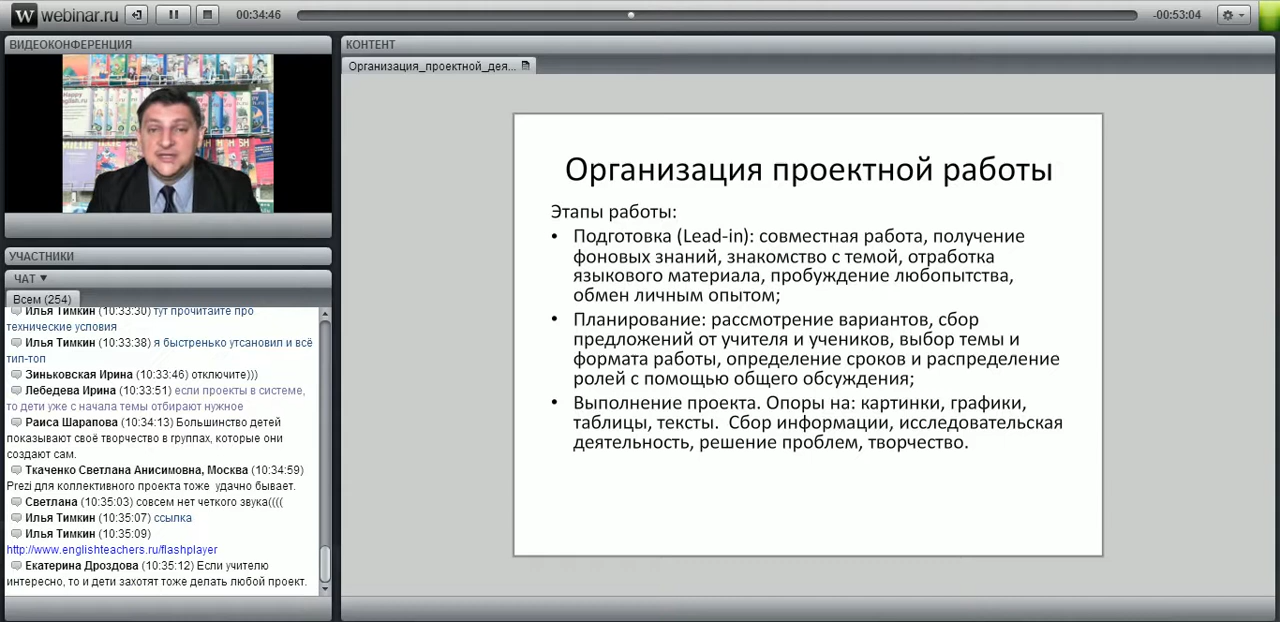 webinar.ru
00:34:46
-00:53:04
ВИДЕОКОНФЕРЕНЦИЯ
УЧАСТНИКИ
ЧАТ ▼
Всем (254)
Илья Тимкин (10:33:30) тут прочитайте про
технические условия
Илья Тимкин (10:33:38) я быстренько утсановил и всё
тип-топ
Зиньковская Ирина (10:33:46) отключите)))
Лебедева Ирина (10:33:51) если проекты в системе,
то дети уже с начала темы отбирают нужное
Раиса Шарапова (10:34:13) Большинство детей
показывают своё творчество в группах, которые они
создают сам.
Ткаченко Светлана Анисимовна, Москва (10:34:59)
Prezi для коллективного проекта тоже удачно бывает.
Светлана (10:35:03) совсем нет четкого звука((((
Илья Тимкин (10:35:07) ссылка
Илья Тимкин (10:35:09)
http://www.englishteachers.ru/flashplayer
Екатерина Дроздова (10:35:12) Если учителю
интересно, то и дети захотят тоже делать любой проект.
КОНТЕНТ
Организация_проектной_дея...
Организация проектной работы
Этапы работы:
• Подготовка (Lead-in): совместная работа, получение
фоновых знаний, знакомство с темой, отработка
языкового материала, пробуждение любопытства,
обмен личным опытом;
• Планирование: рассмотрение вариантов, сбор
предложений от учителя и учеников, выбор темы и
формата работы, определение сроков и распределение
ролей с помощью общего обсуждения;
• Выполнение проекта. Опоры на: картинки, графики,
таблицы, тексты. Сбор информации, исследовательская
деятельность, решение проблем, творчество.